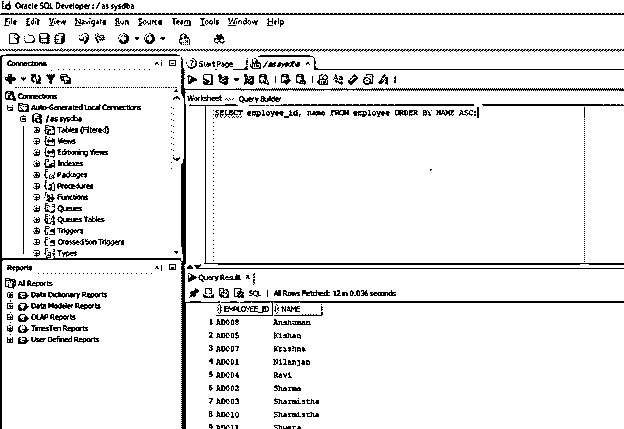 Oracle SQL Developer : / as sysdba
File Edit View Navigate Run Source Team Tools Window Help
Connections
Connections
Auto-Generated Local Connections
/ as sysdba
Tables (Filtered)
Views
Editioning Views
Indexes
Packages
Procedures
Functions
Queues
Queues Tables
Triggers
Crossedition Triggers
Types
Reports
All Reports
Data Dictionary Reports
Data Modeler Reports
OLAP Reports
TimesTen Reports
User Defined Reports
Start Page / as sysdba
Worksheet Query Builder
SELECT employee_id, name FROM employee ORDER BY NAME ASC;
Query Result
SQL | All Rows Fetched: 12 in 0.036 seconds
EMPLOYEE_ID NAME
1 AD008 Anshuman
2 AD005 Kishan
3 AD007 Krishna
4 AD001 Nilanjan
5 AD004 Ravi
6 AD002 Sharma
7 AD003 Sharmistha
8 AD010 Sharmistha
9 AD011